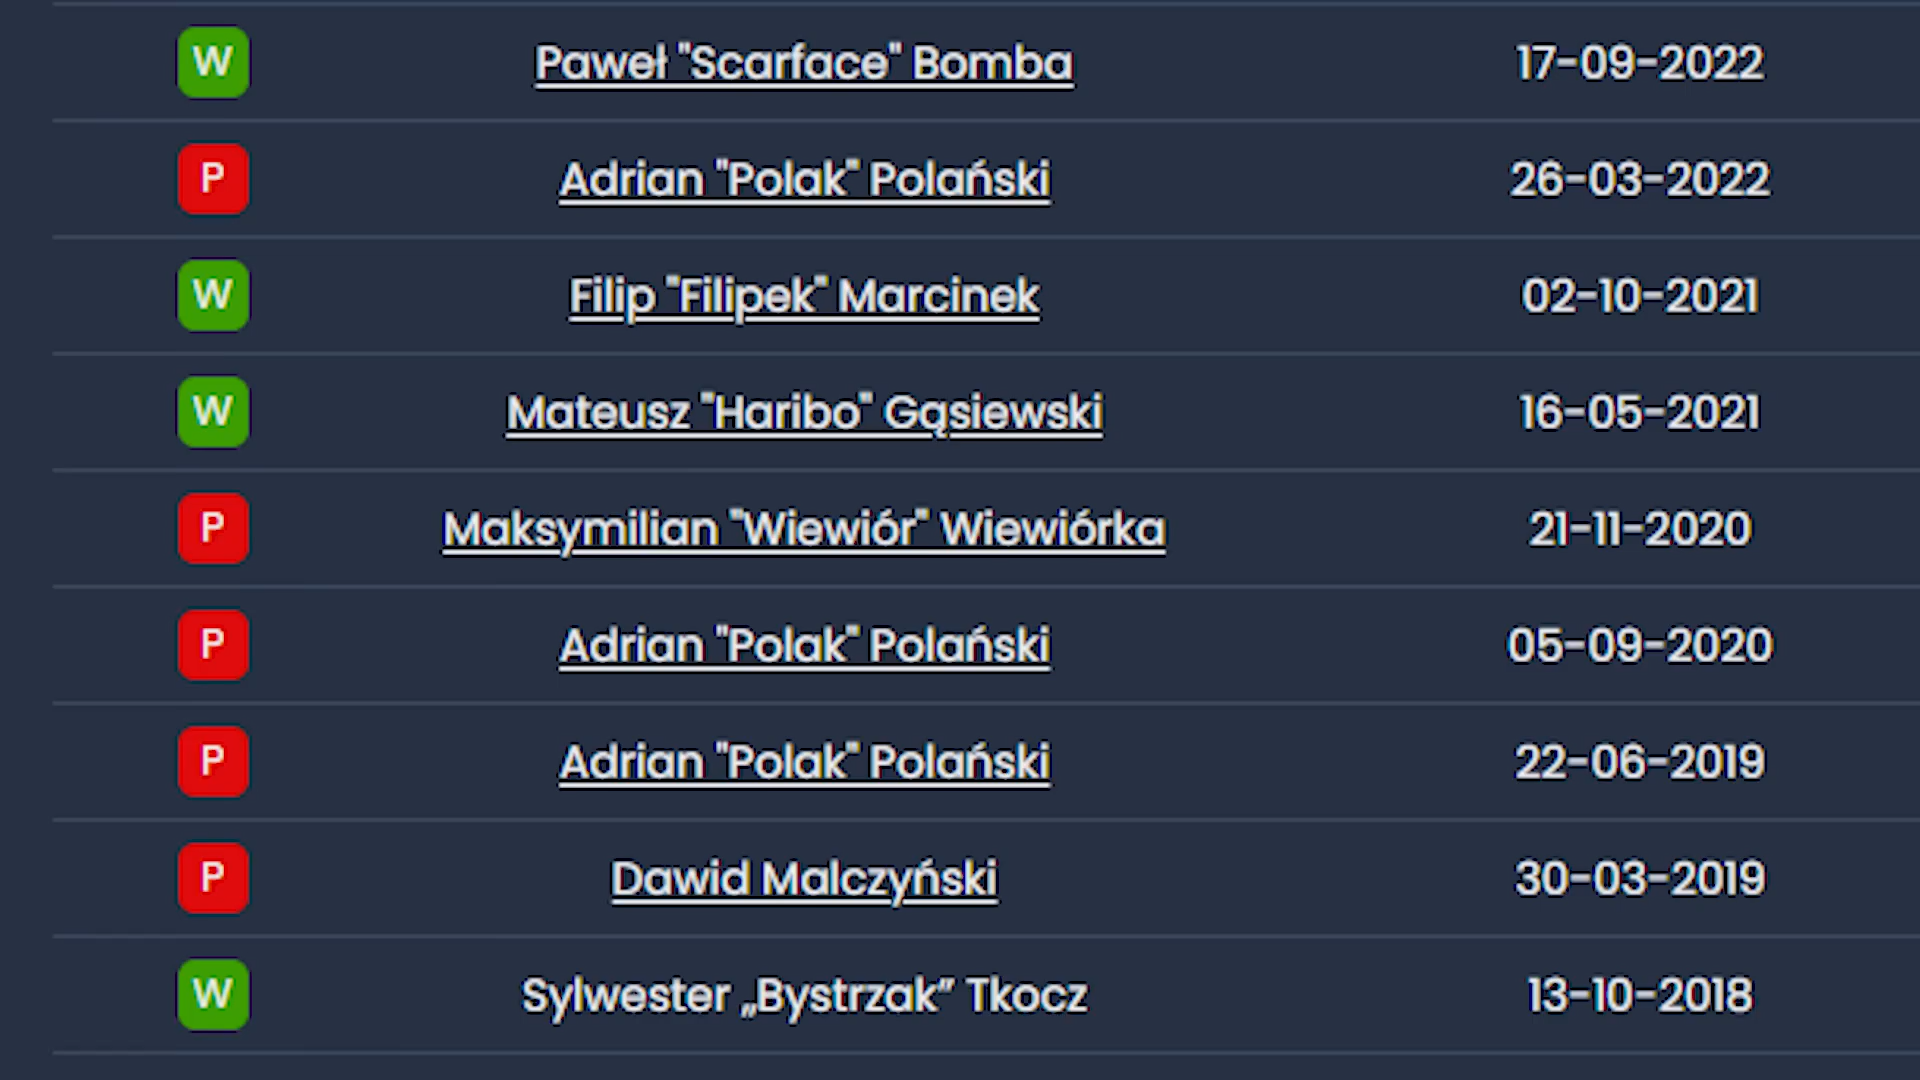 W Paweł "Scarface" Bomba 17-09-2022
P Adrian "Polak" Polański 26-03-2022
W Filip "Filipek" Marcinek 02-10-2021
W Mateusz "Haribo" Gąsiewski 16-05-2021
P Maksymilian "Wiewiór" Wiewiórka 21-11-2020
P Adrian "Polak" Polański 05-09-2020
P Adrian "Polak" Polański 22-06-2019
P Dawid Malczyński 30-03-2019
W Sylwester „Bystrzak” Tkocz 13-10-2018